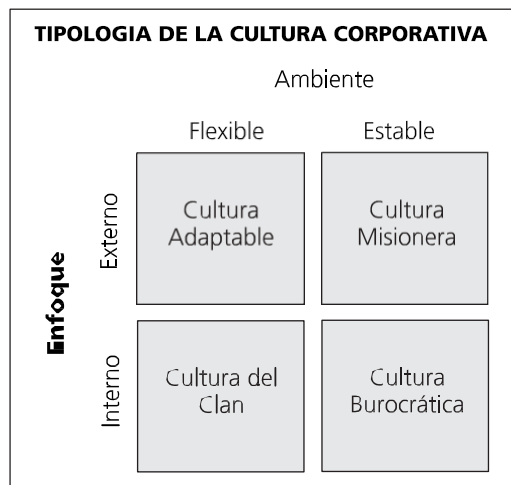 TIPOLOGIA DE LA CULTURA CORPORATIVA
Ambiente
Flexible
Estable
Enfoque
Externo
Cultura
Adaptable
Cultura
Misionera
Interno
Cultura del
Clan
Cultura
Burocrática